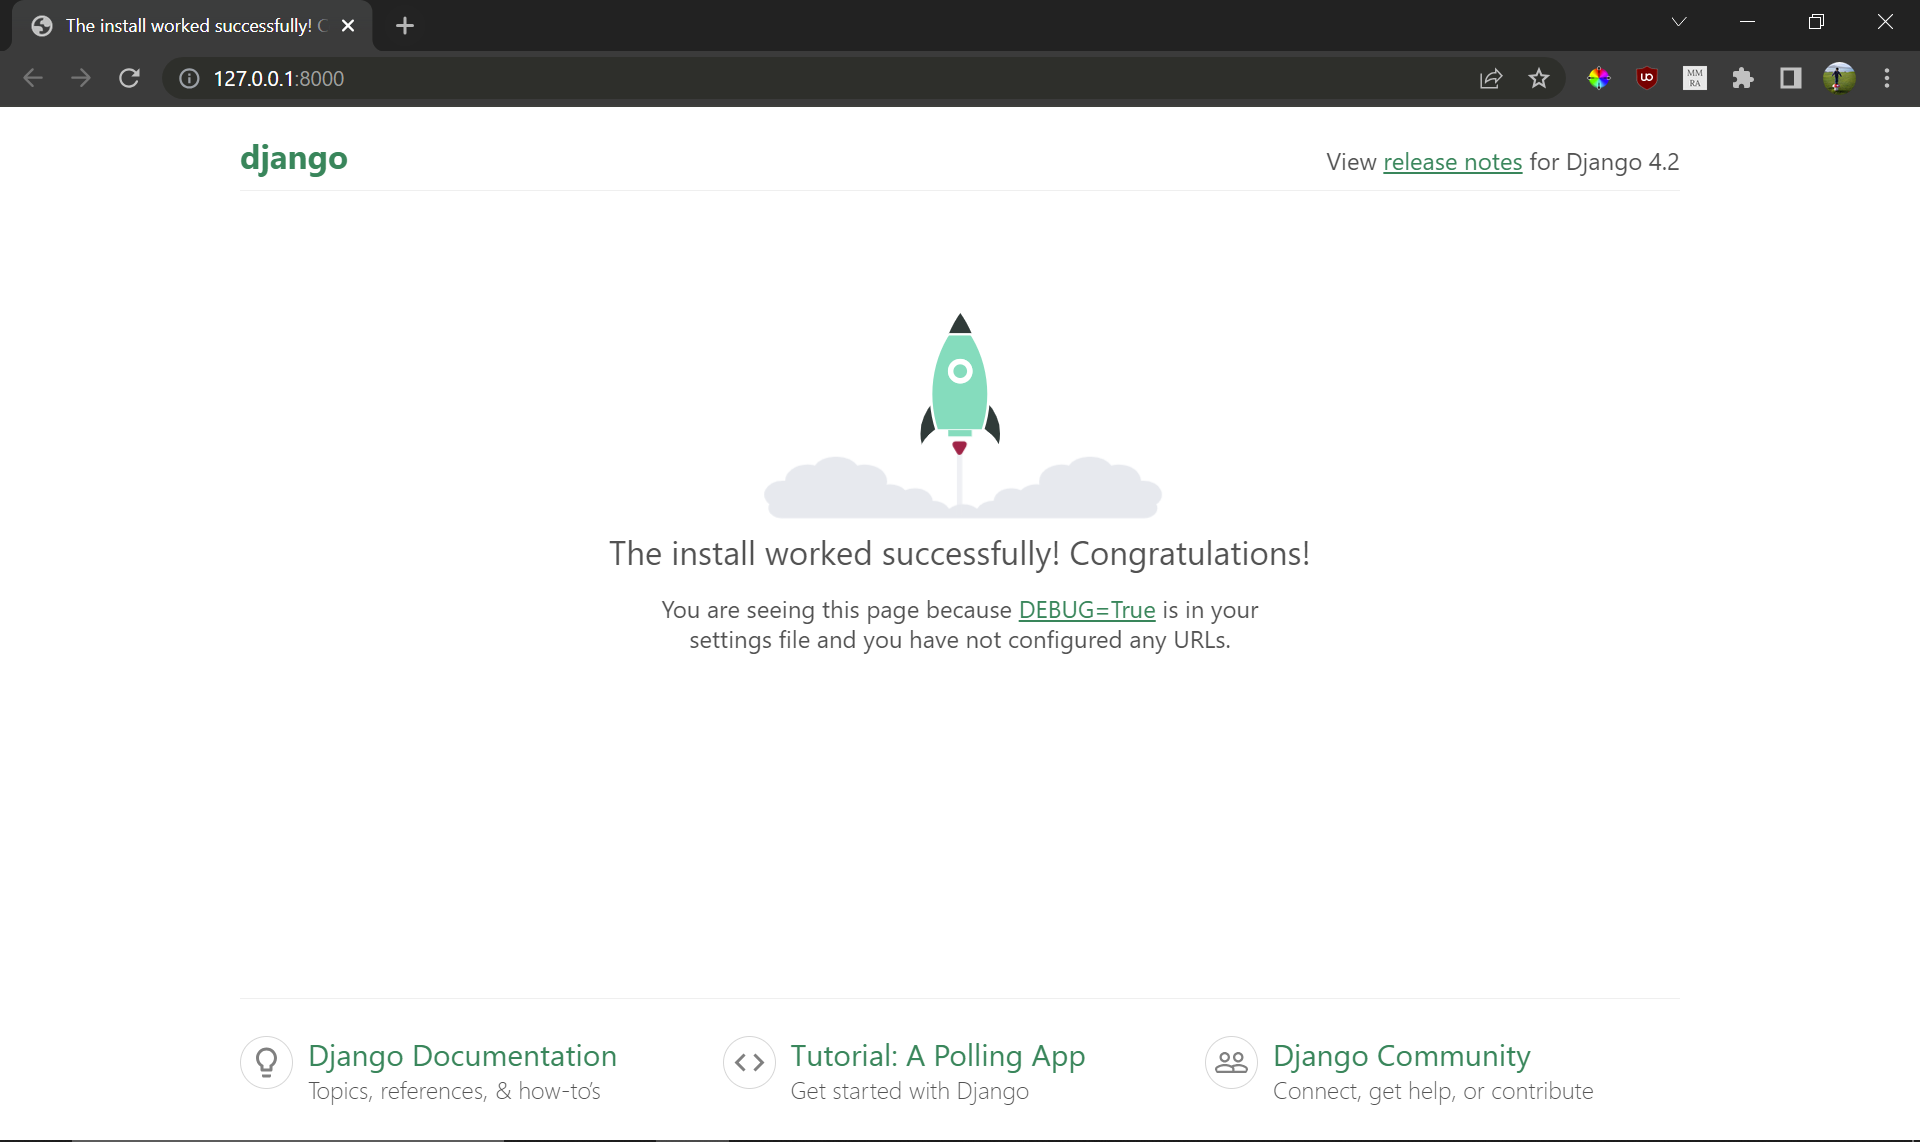 The install worked successfully! C
127.0.0.1:8000
UO
MM
RA
django
View release notes for Django 4.2
The install worked successfully! Congratulations!
You are seeing this page because DEBUG=True is in your
settings file and you have not configured any URLs.
Django Documentation
Topics, references, & how-to’s
Tutorial: A Polling App
Get started with Django
Django Community
Connect, get help, or contribute